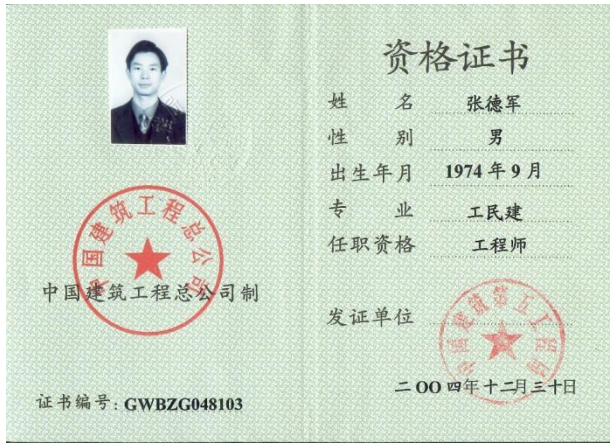 中国建筑工程总公司
中国建筑工程总公司制
证书编号：GWBZG048103
资格证书
姓 名 张德军
性 别 男
出生年月 1974年9月
专 业 工民建
任职资格 工程师
发证单位
二OO四年十二月三十日